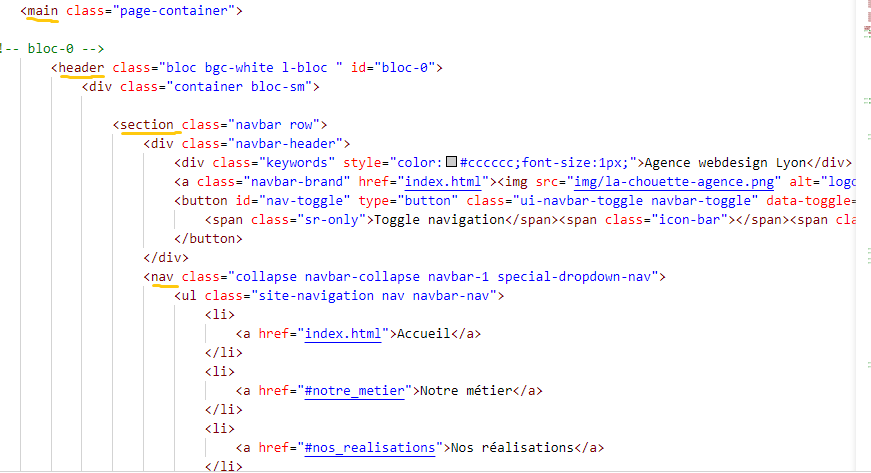 <main class="page-container">
!-- bloc-0 -->
<header class="bloc bgc-white l-bloc " id="bloc-0">
<div class="container bloc-sm">
<section class="navbar row">
<div class="navbar-header">
<div class="keywords" style="color:#cccccc;font-size:1px;">Agence webdesign Lyon</div>
<a class="navbar-brand" href="index.html"><img src="img/la-chouette-agence.png" alt="logo
<button id="nav-toggle" type="button" class="ui-navbar-toggle navbar-toggle" data-toggle=
<span class="sr-only">Toggle navigation</span><span class="icon-bar"></span><span cla
</button>
</div>
<nav class="collapse navbar-collapse navbar-1 special-dropdown-nav">
<ul class="site-navigation nav navbar-nav">
<li>
<a href="index.html">Accueil</a>
</li>
<li>
<a href="#notre_metier">Notre métier</a>
</li>
<li>
<a href="#nos_realisations">Nos réalisations</a>
</li>